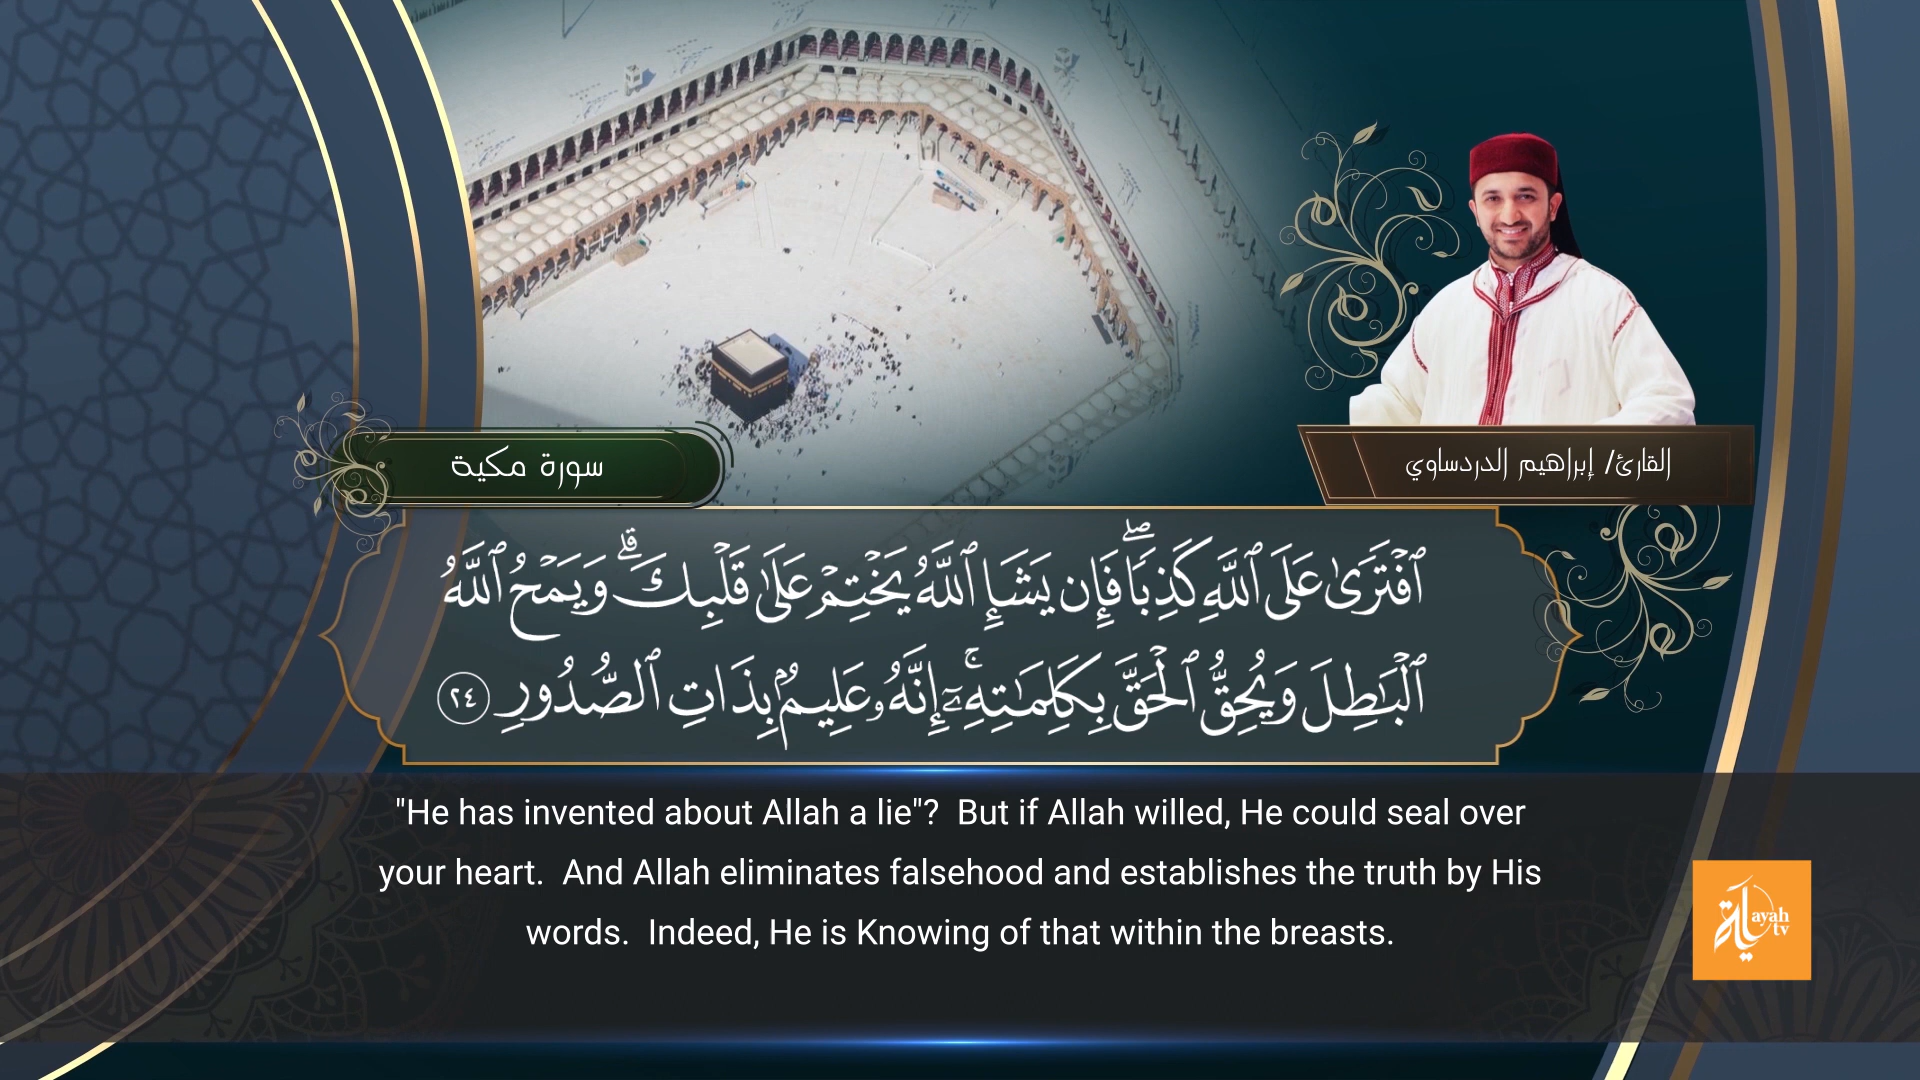 القارئ/ إبراهيم الدردساوي
سورة مكية
ٱفْتَرَىٰ عَلَى ٱللَّهِ كَذِبًاۖ فَإِن يَشَإِ ٱللَّهُ يَخْتِمْ عَلَىٰ قَلْبِكَۗ وَيَمْحُ ٱللَّهُ
ٱلْبَٰطِلَ وَيُحِقُّ ٱلْحَقَّ بِكَلِمَٰتِهِۦٓۚ إِنَّهُۥ عَلِيمٌۢ بِذَاتِ ٱلصُّدُورِ ٢٤
"He has invented about Allah a lie"?  But if Allah willed, He could seal over
your heart.  And Allah eliminates falsehood and establishes the truth by His
words.  Indeed, He is Knowing of that within the breasts.
آية
ayah
tv